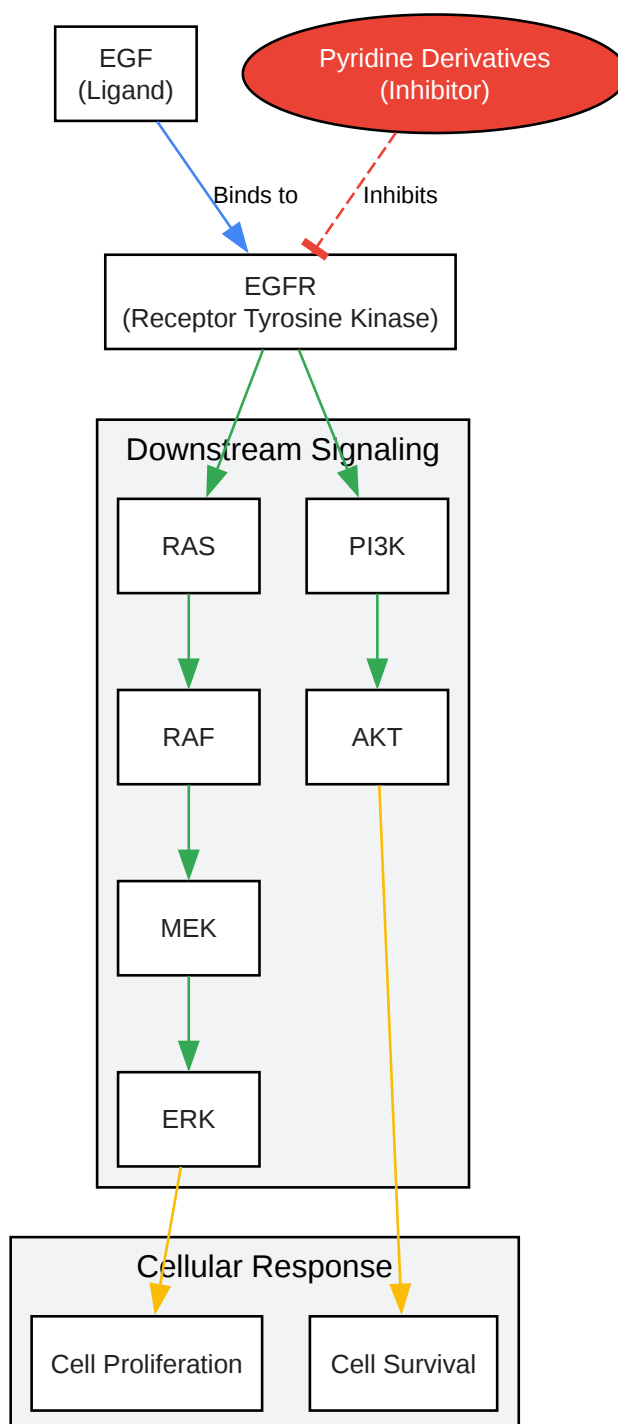 EGF
(Ligand)
Pyridine Derivatives
(Inhibitor)
Binds to
Inhibits
EGFR
(Receptor Tyrosine Kinase)
Downstream Signaling
RAS
PI3K
RAF
AKT
MEK
ERK
Cellular Response
Cell Proliferation
Cell Survival